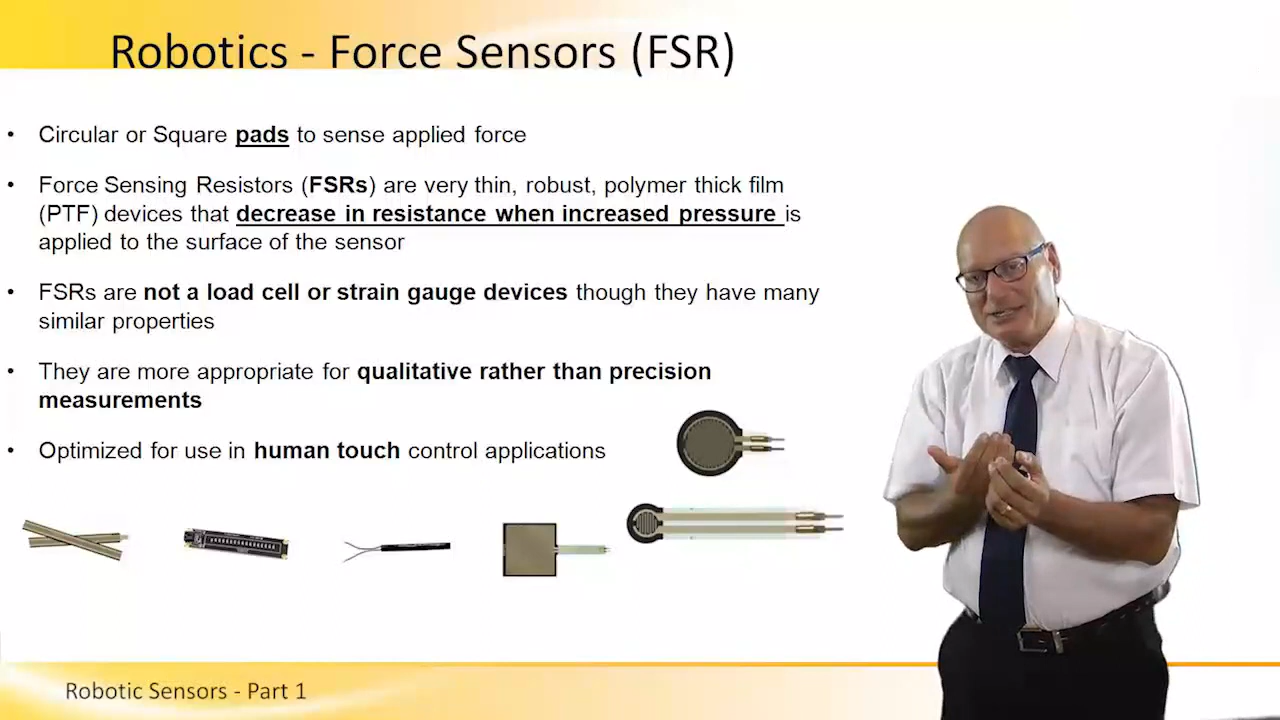 Robotics - Force Sensors (FSR)
• Circular or Square pads to sense applied force
• Force Sensing Resistors (FSRs) are very thin, robust, polymer thick film
(PTF) devices that decrease in resistance when increased pressure is
applied to the surface of the sensor
• FSRs are not a load cell or strain gauge devices though they have many
similar properties
• They are more appropriate for qualitative rather than precision
measurements
• Optimized for use in human touch control applications
Robotic Sensors - Part 1